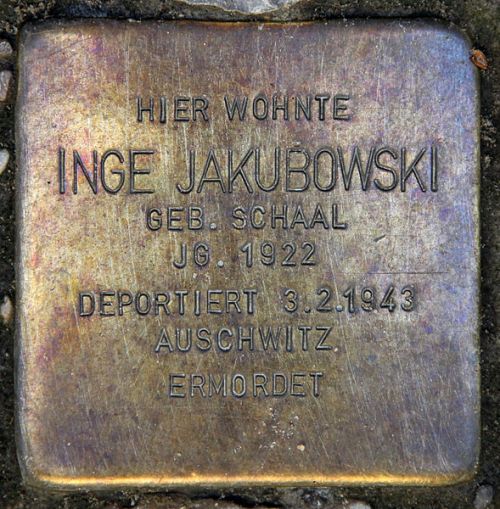 HIER WOHNTE
INGE JAKUBOWSKI
GEB. SCHAAL
JG. 1922
DEPORTIERT 3.2.1943
AUSCHWITZ
ERMORDET